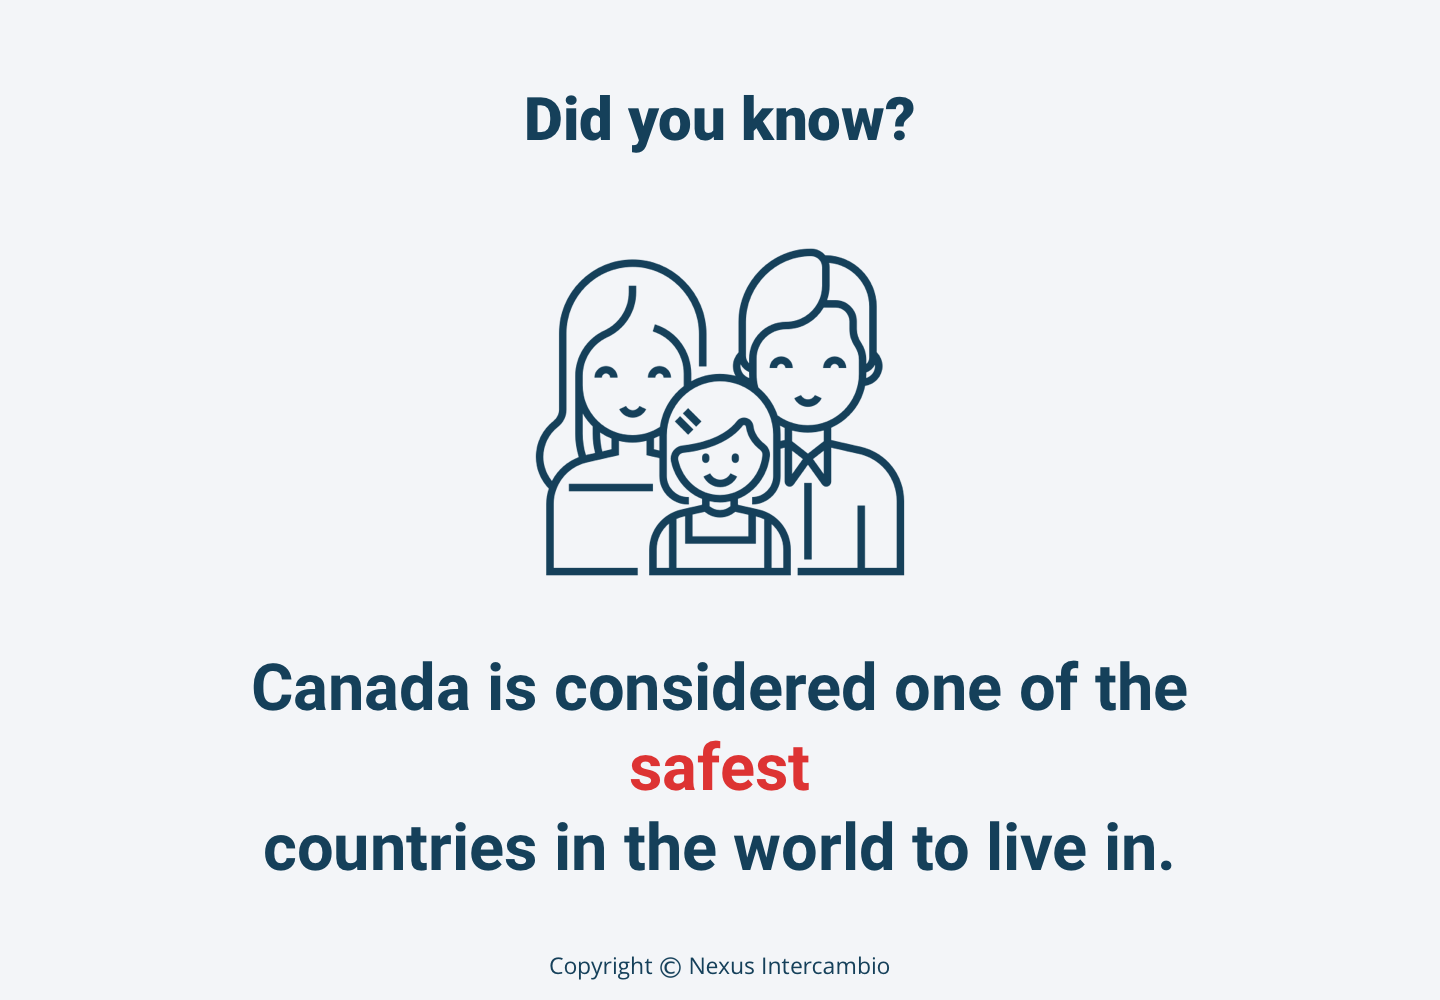 Did you know?
Canada is considered one of the
safest
countries in the world to live in.
Copyright © Nexus Intercambio